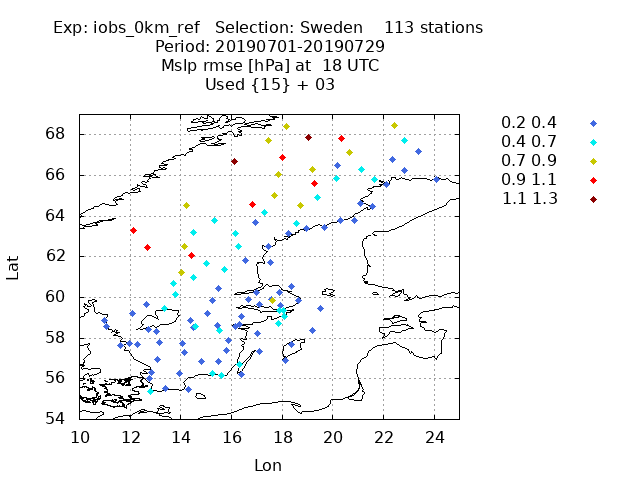 Exp: iobs_0km_ref   Selection: Sweden    113 stations
Period: 20190701-20190729
Mslp rmse [hPa] at  18 UTC
Used {15} + 03
0.2 0.4
0.4 0.7
0.7 0.9
0.9 1.1
1.1 1.3
68
66
64
62
60
58
56
54
Lat
10 12 14 16 18 20 22 24
Lon